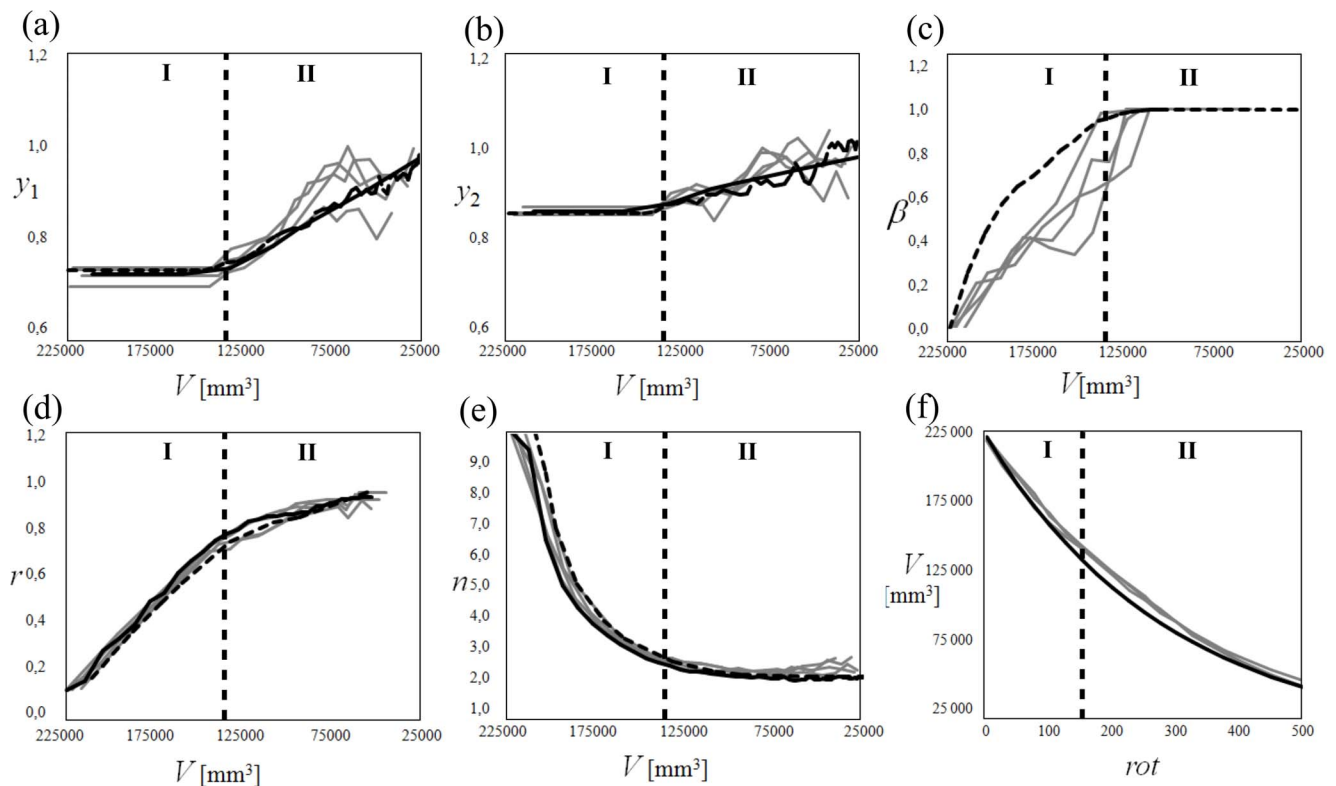 (a)
1,2
1,0
y1
0,8
0,6
I II
225000 175000 125000 75000 25000
V [mm³]
(b)
1,2
1,0
y2
0,8
0,6
I II
225000 175000 125000 75000 25000
V [mm³]
(c)
1,2
1,0
0,8
0,6
β
0,4
0,2
0,0
I II
225000 175000 125000 75000 25000
V [mm³]
(d)
1,2
1,0
0,8
r 0,6
0,4
0,2
0,0
I II
225000 175000 125000 75000 25000
V [mm³]
(e)
9,0
8,0
7,0
6,0
n 5,0
4,0
3,0
2,0
1,0
I II
225000 175000 125000 75000 25000
V [mm³]
(f)
225 000
175 000
V 125 000
[mm³]
75 000
25 000
I II
0 100 200 300 400 500
rot